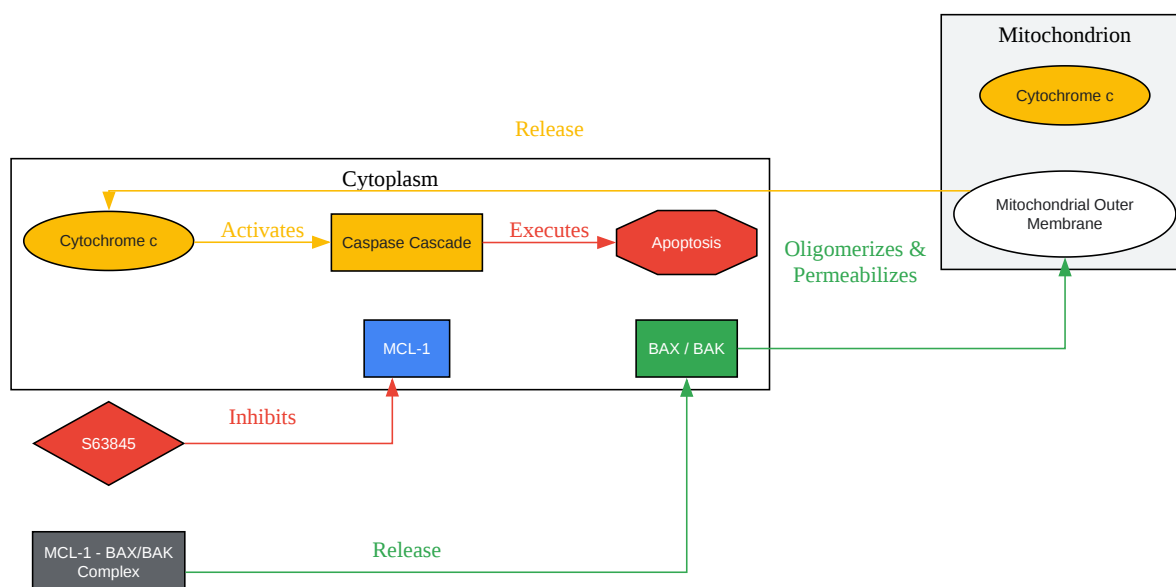 Mitochondrion
Cytochrome c
Release
Cytoplasm
Mitochondrial Outer
Membrane
Cytochrome c
Activates
Caspase Cascade
Executes
Apoptosis
Oligomerizes &
Permeabilizes
MCL-1
BAX / BAK
Inhibits
S63845
MCL-1 - BAX/BAK
Complex
Release